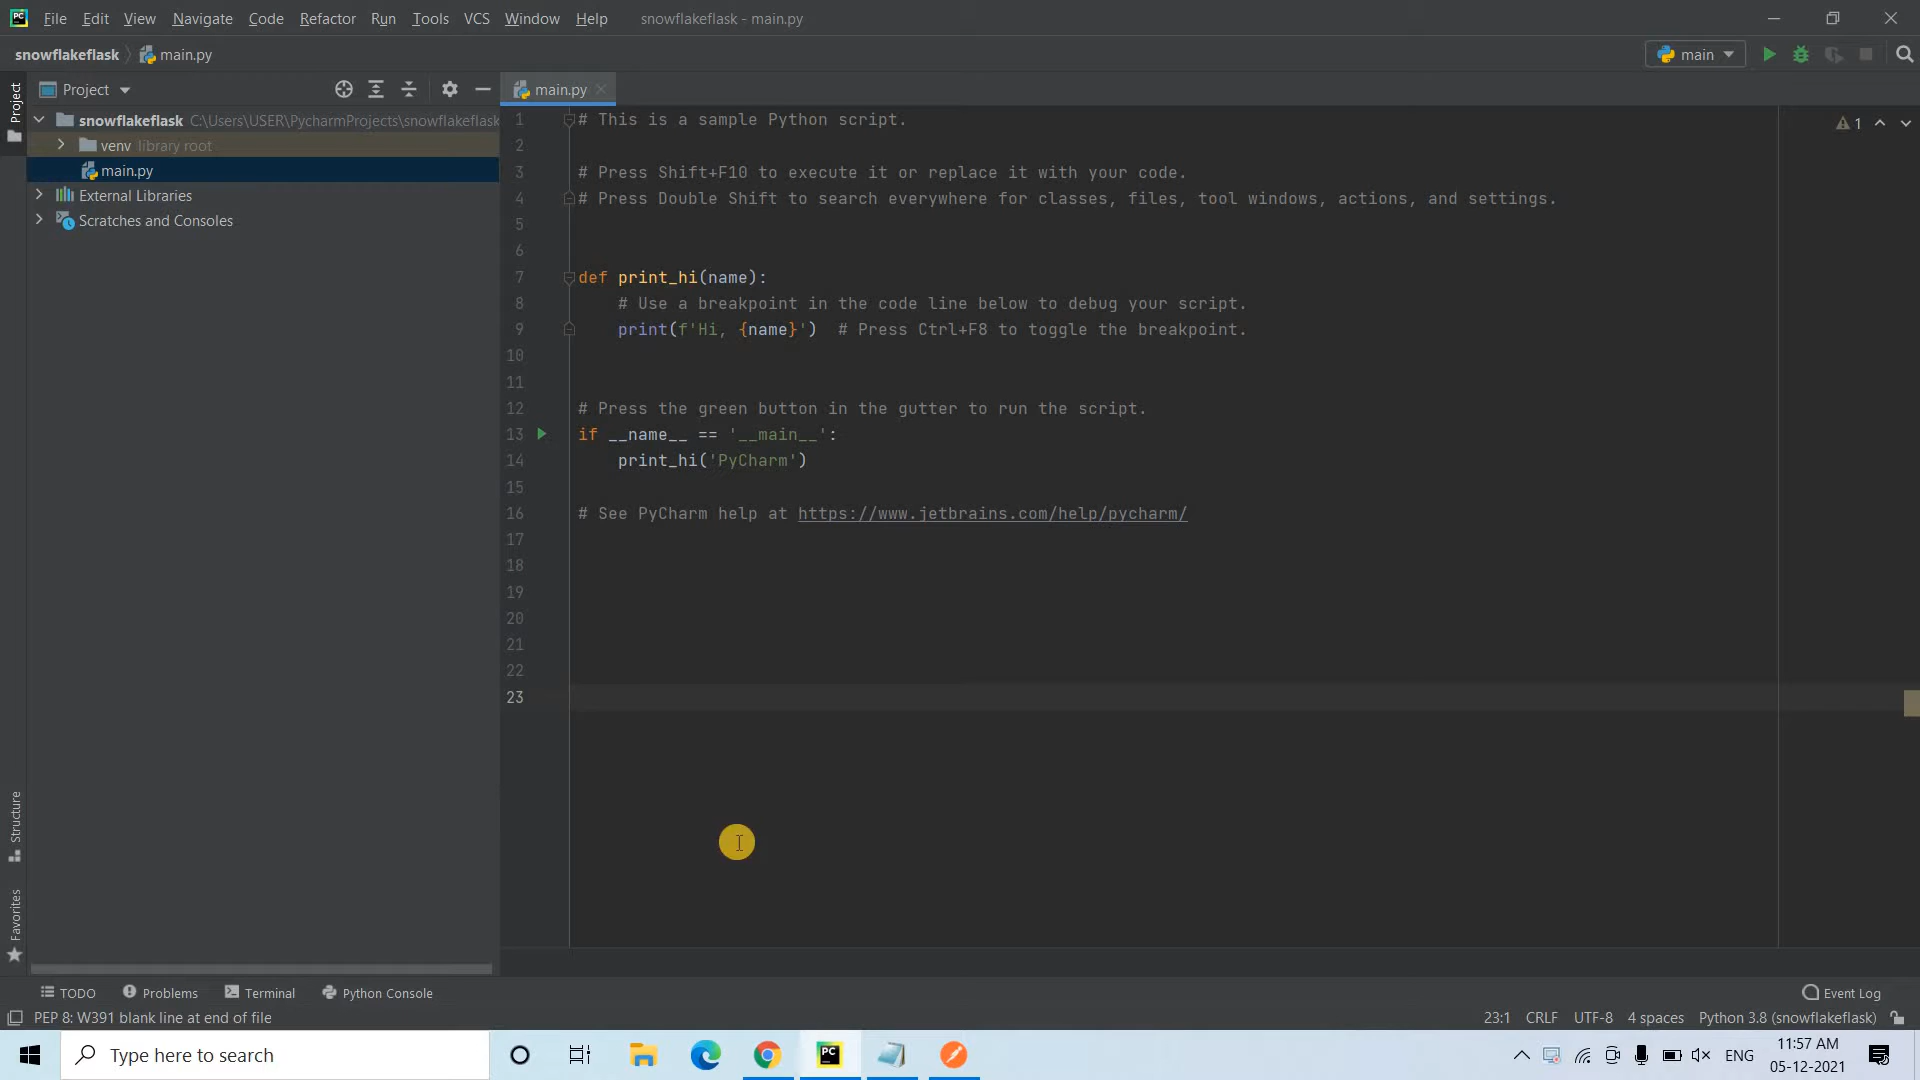 PC File Edit View Navigate Code Refactor Run Tools VCS Window Help snowflakeflask - main.py
snowflakeflask main.py main
Project
Project
snowflakeflask C:\Users\USER\PycharmProjects\snowflakeflask
venv library root
main.py
External Libraries
Scratches and Consoles
Structure
Favorites
main.py
1 # This is a sample Python script.
2
3 # Press Shift+F10 to execute it or replace it with your code.
4 # Press Double Shift to search everywhere for classes, files, tool windows, actions, and settings.
5
6
7 def print_hi(name):
8 # Use a breakpoint in the code line below to debug your script.
9 print(f'Hi, {name}') # Press Ctrl+F8 to toggle the breakpoint.
10
11
12 # Press the green button in the gutter to run the script.
13 if __name__ == '__main__':
14 print_hi('PyCharm')
15
16 # See PyCharm help at https://www.jetbrains.com/help/pycharm/
17
18
19
20
21
22
23
1
TODO Problems Terminal Python Console Event Log
PEP 8: W391 blank line at end of file 23:1 CRLF UTF-8 4 spaces Python 3.8 (snowflakeflask)
Type here to search PC ENG 11:57 AM
05-12-2021